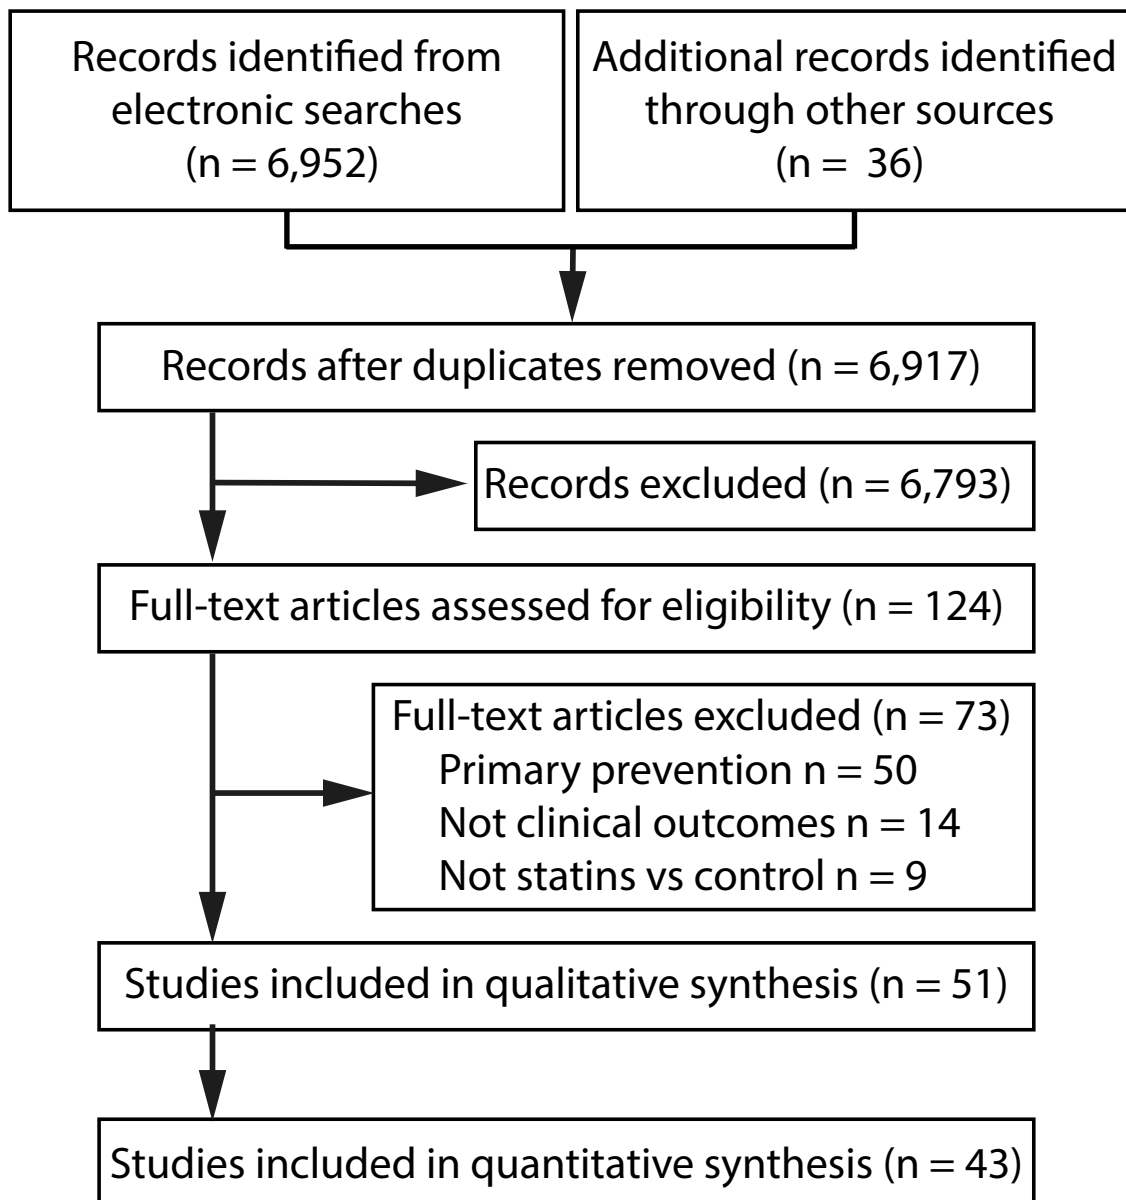 Records identified from
electronic searches
(n = 6,952)
Additional records identified
through other sources
(n = 36)
Records after duplicates removed (n = 6,917)
Records excluded (n = 6,793)
Full-text articles assessed for eligibility (n = 124)
Full-text articles excluded (n = 73)
Primary prevention n = 50
Not clinical outcomes n = 14
Not statins vs control n = 9
Studies included in qualitative synthesis (n = 51)
Studies included in quantitative synthesis (n = 43)